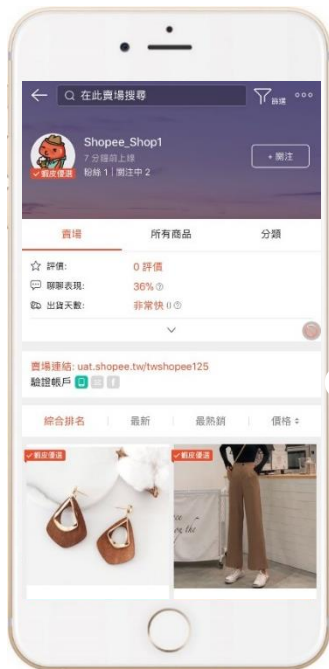 在此賣場搜尋
篩選
Shopee_Shop1
7 分鐘前上線
+ 關注
蝦皮優選
粉絲 1 | 關注中 2
賣場 所有商品 分類
評價: 0 評價
聊聊表現: 36%
出貨天數: 非常快 0
賣場連結: uat.shopee.tw/twshopee125
驗證帳戶
綜合排名 最新 最熱銷 價格
蝦皮優選 蝦皮優選